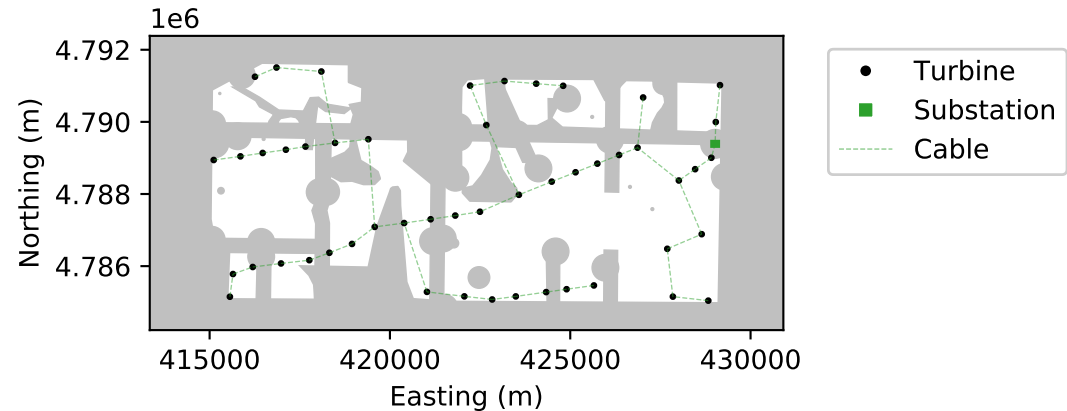 1e6
4.792
4.790
4.788
4.786
Northing (m)
415000 420000 425000 430000
Easting (m)
Turbine
Substation
Cable